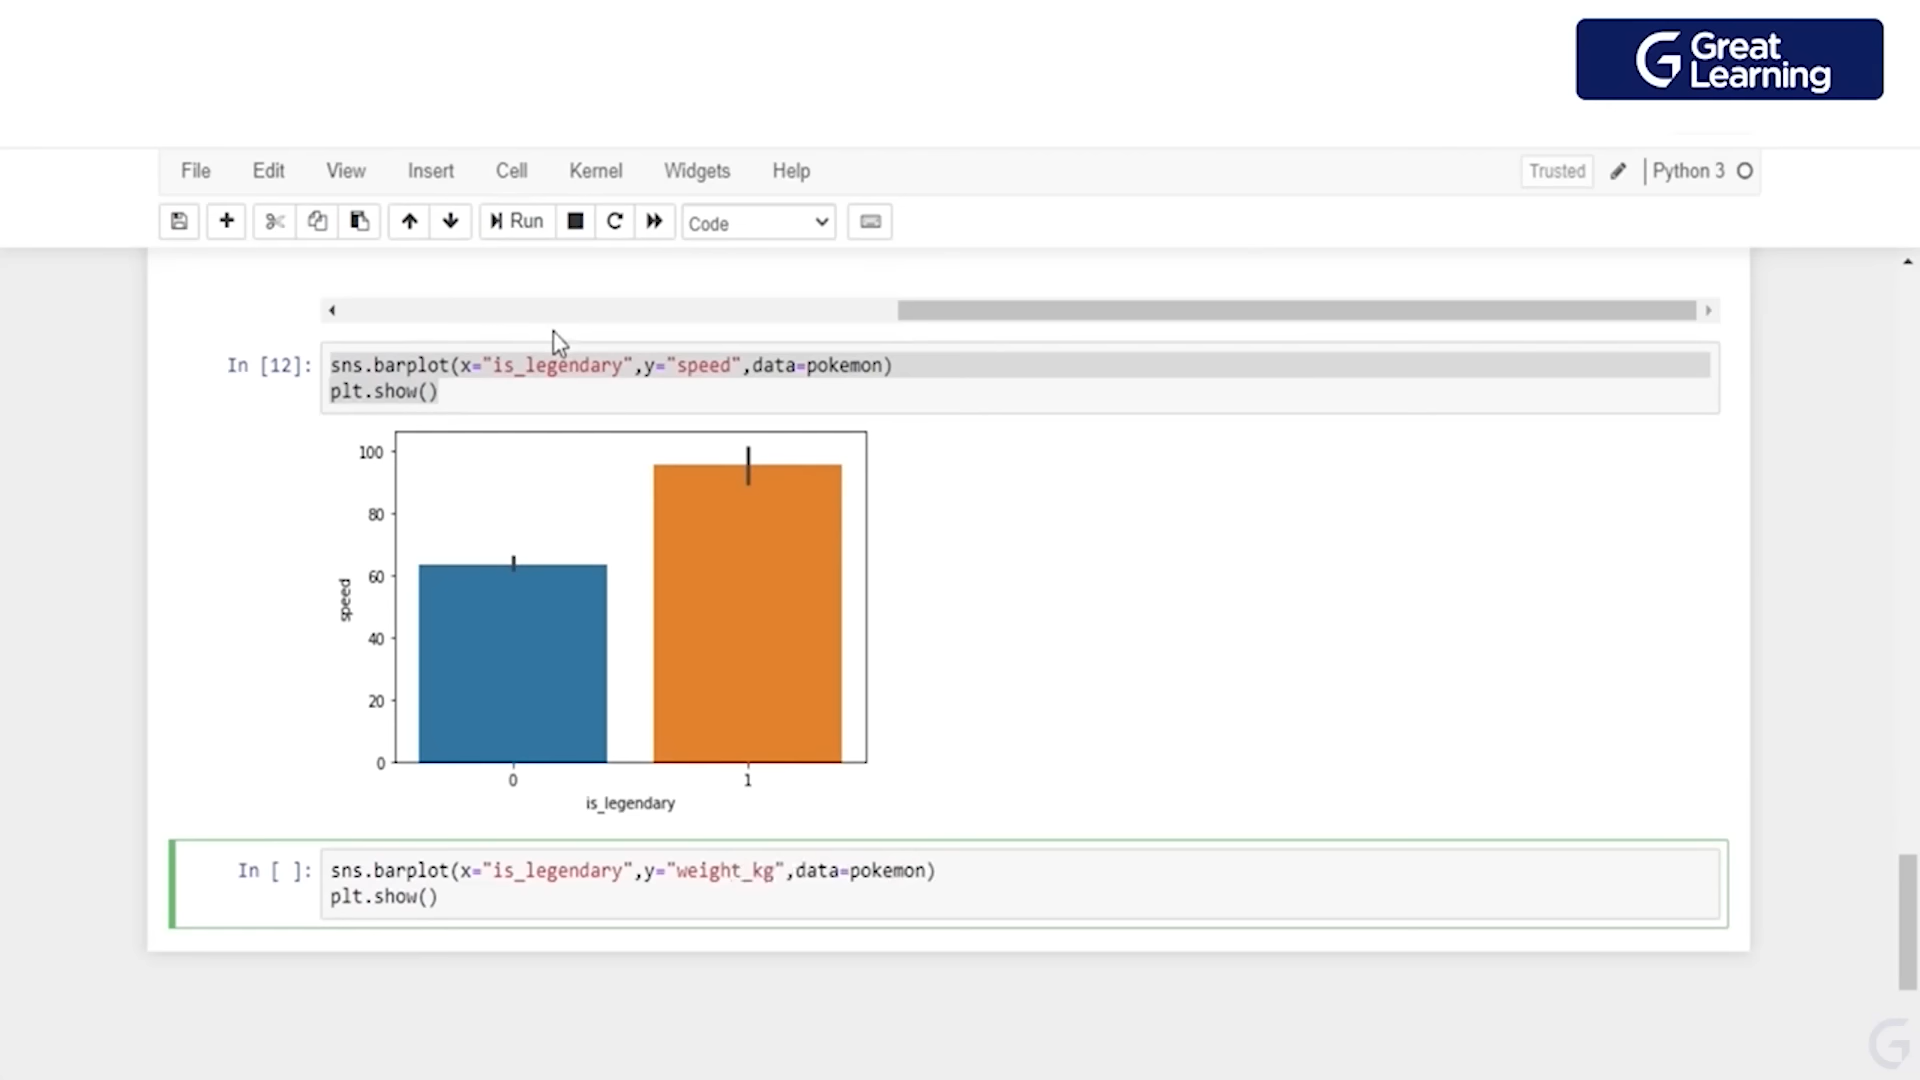 Great
Learning
File Edit View Insert Cell Kernel Widgets Help Trusted Python 3
Run Code
In [12]: sns.barplot(x="is_legendary",y="speed",data=pokemon)
plt.show()
100
80
60
40
20
0
speed
0 1
is_legendary
In [ ]: sns.barplot(x="is_legendary",y="weight_kg",data=pokemon)
plt.show()